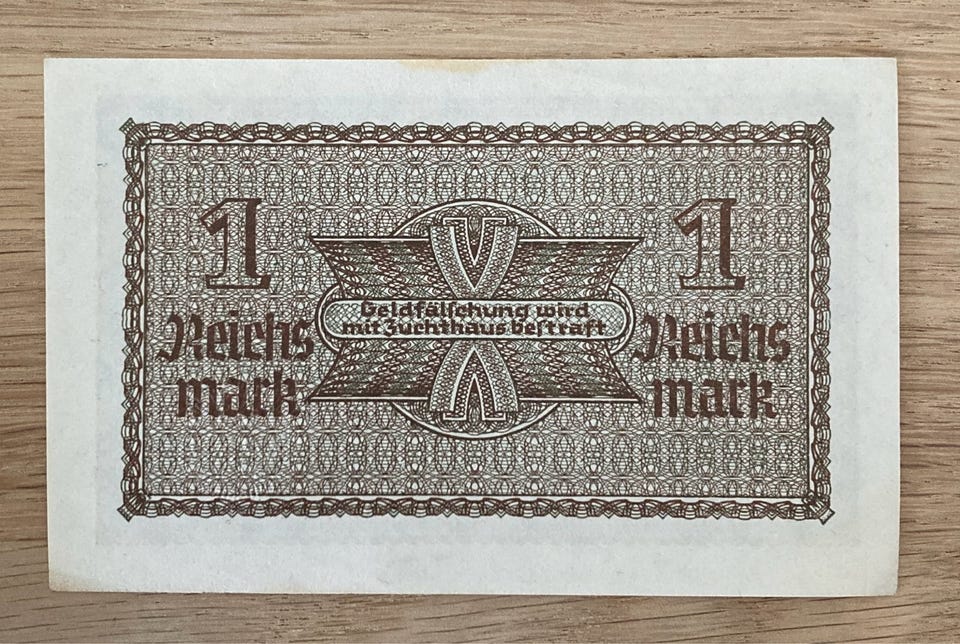 1
Reichs
mark
Geldfälschung wird
mit Zuchthaus bestraft
1
Reichs
mark